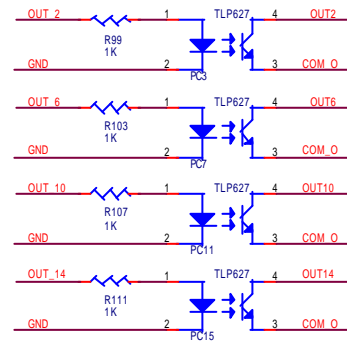 OUT_2 1 TLP627 4 OUT2
R99
1K
GND 2 3 COM_O
PC3
OUT_6 1 TLP627 4 OUT6
R103
1K
GND 2 3 COM_O
PC7
OUT_10 1 TLP627 4 OUT10
R107
1K
GND 2 3 COM_O
PC11
OUT_14 1 TLP627 4 OUT14
R111
1K
GND 2 3 COM_O
PC15